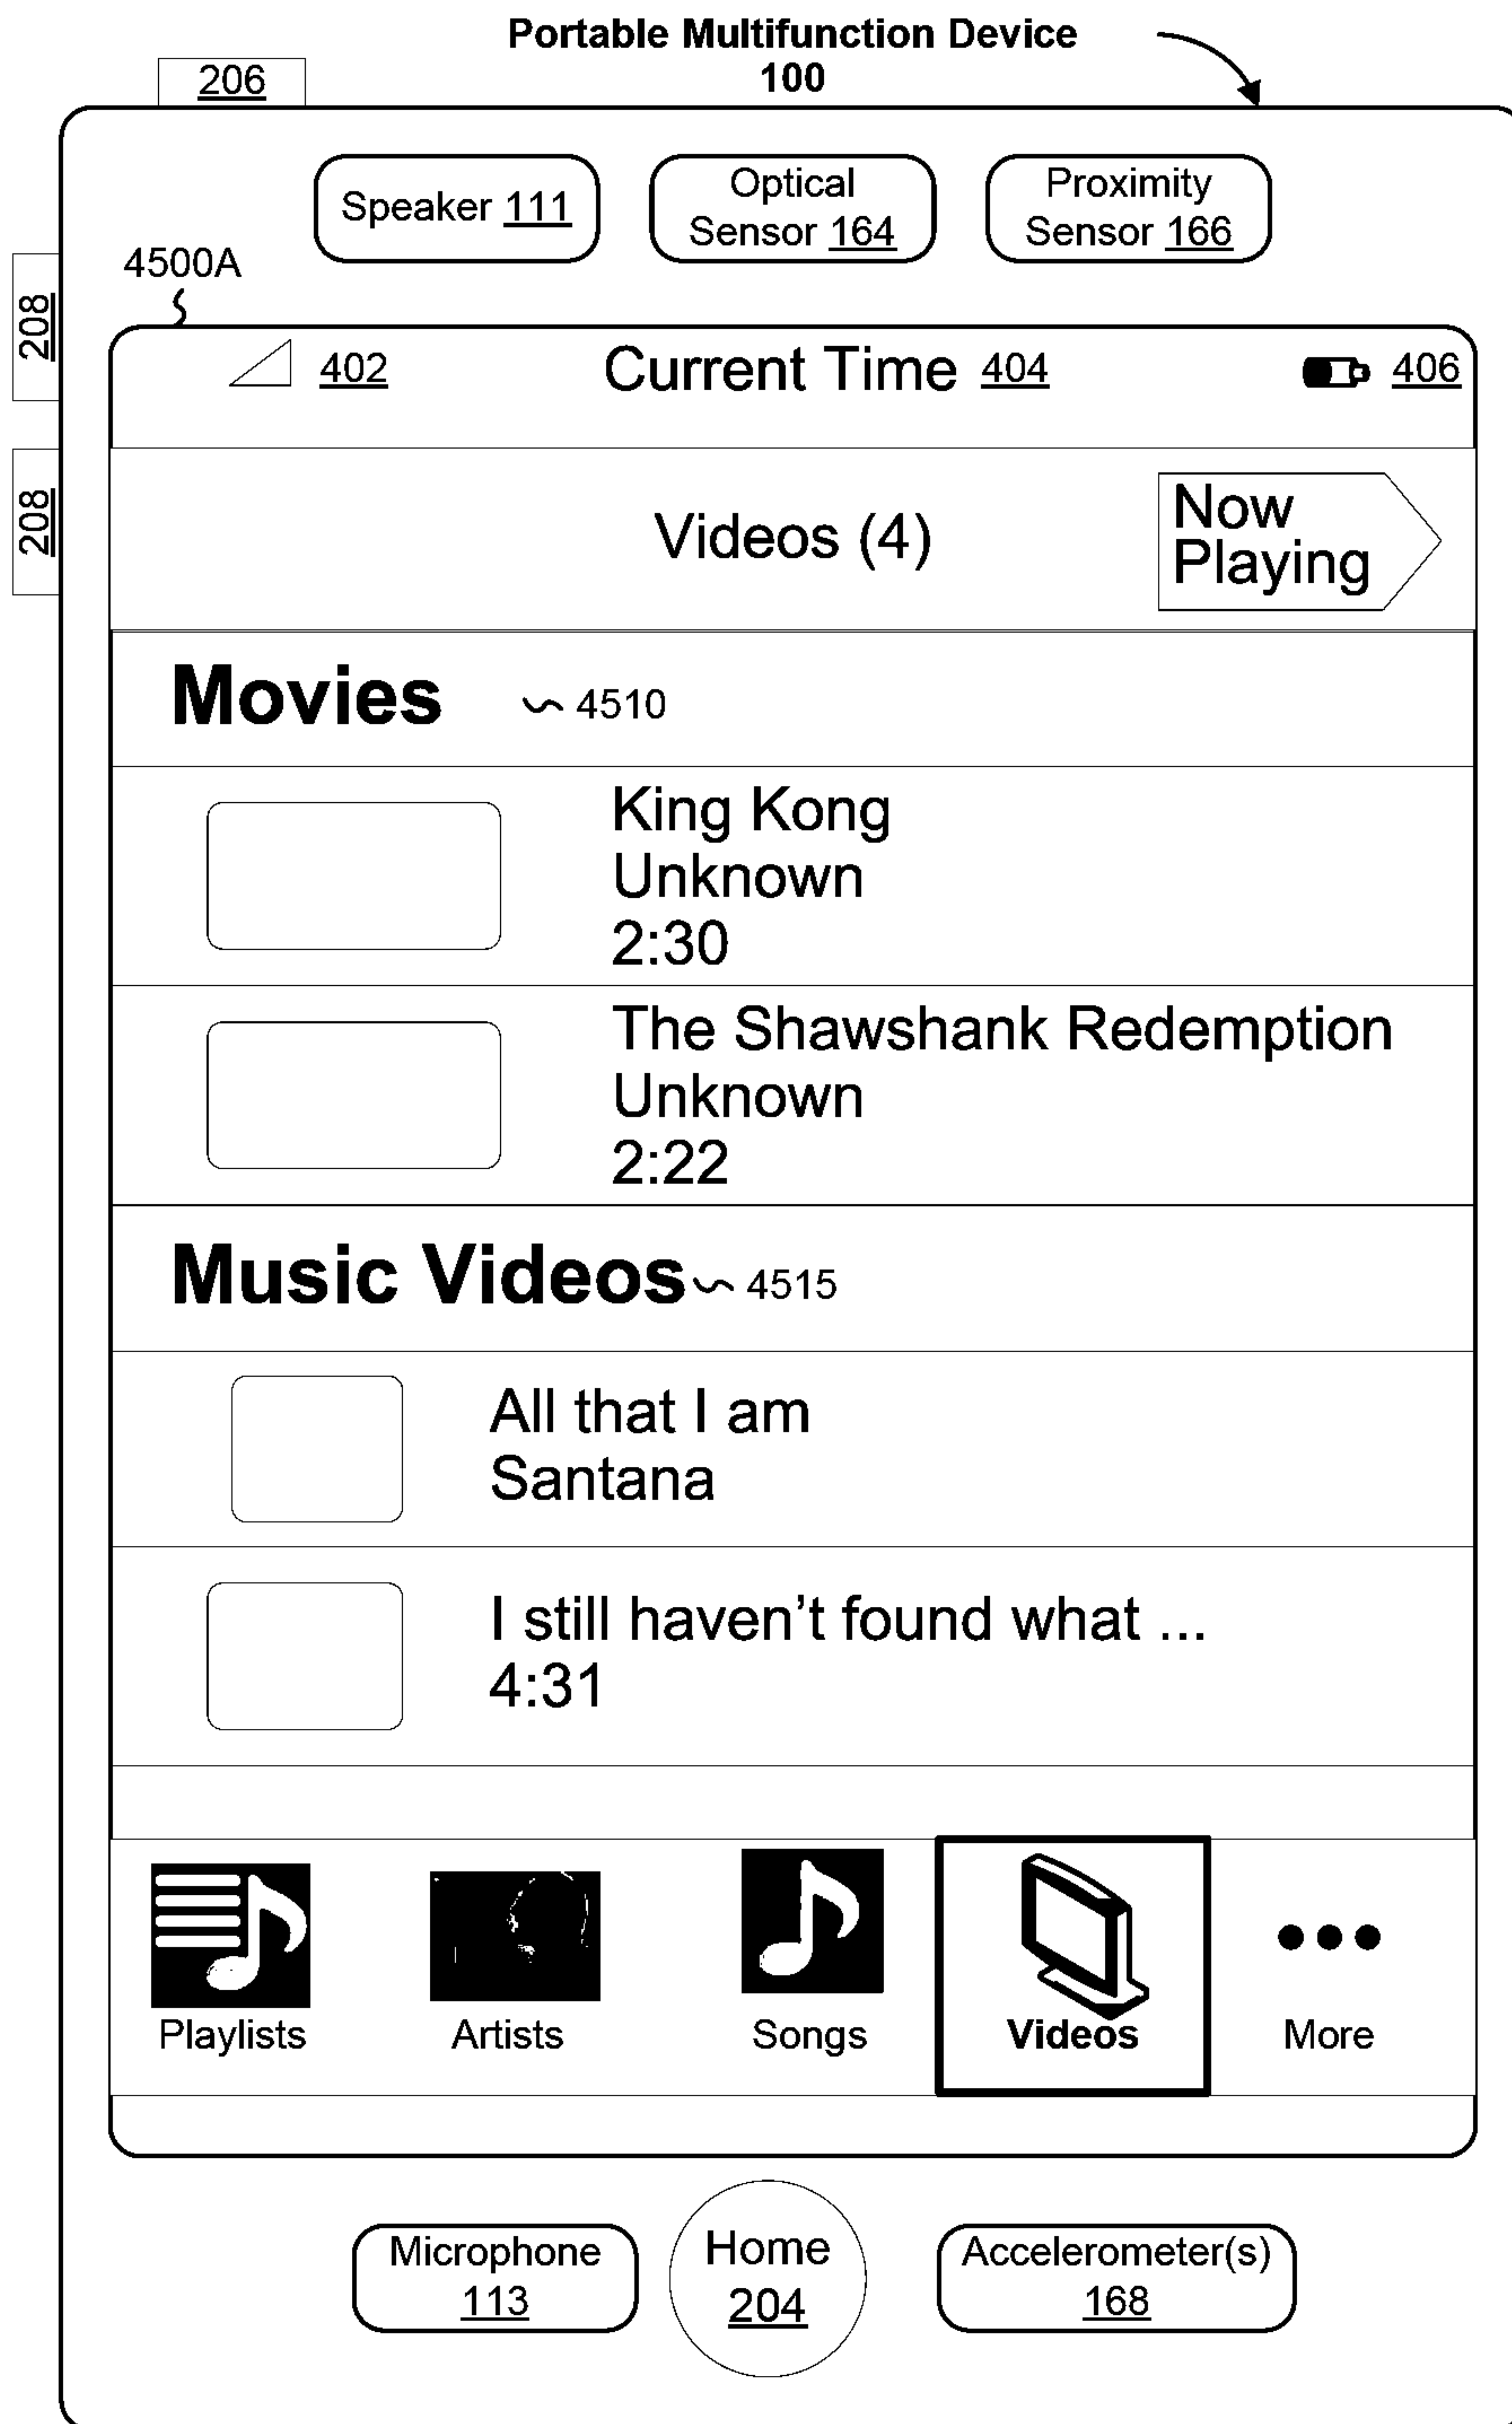 Portable Multifunction Device
100
206
Speaker 111
Optical
Sensor 164
Proximity
Sensor 166
4500A
208
208
402
Current Time 404
406
Videos (4)
Now
Playing
Movies
4510
King Kong
Unknown
2:30
The Shawshank Redemption
Unknown
2:22
Music Videos
4515
All that I am
Santana
I still haven't found what ...
4:31
Playlists
Artists
Songs
Videos
More
Microphone
113
Home
204
Accelerometer(s)
168